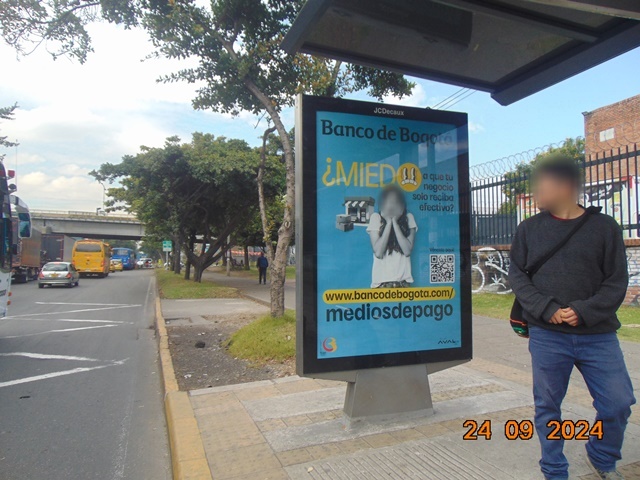 JCDecaux
Banco de Bogotá
¿MIEDO
a que tu
negocio
solo reciba
efectivo?
www.bancodebogota.com/
mediosdepago
24 09 2024